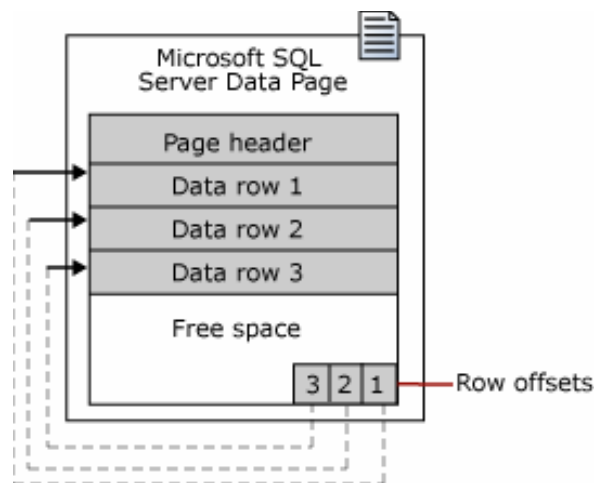 Microsoft SQL
Server Data Page
Page header
Data row 1
Data row 2
Data row 3
Free space
3 2 1
Row offsets